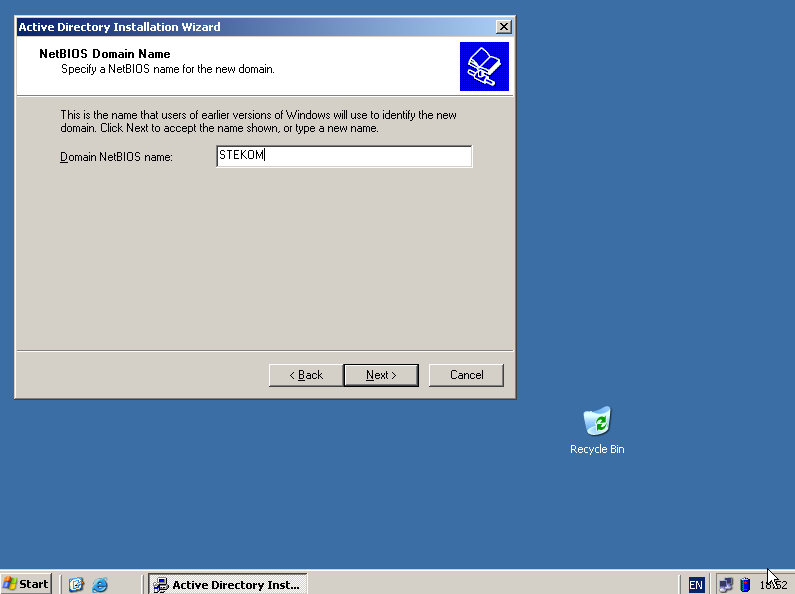 Active Directory Installation Wizard
NetBIOS Domain Name
Specify a NetBIOS name for the new domain.
This is the name that users of earlier versions of Windows will use to identify the new
domain. Click Next to accept the name shown, or type a new name.
Domain NetBIOS name:
STEKOM
< Back
Next >
Cancel
Recycle Bin
Start
Active Directory Inst...
EN